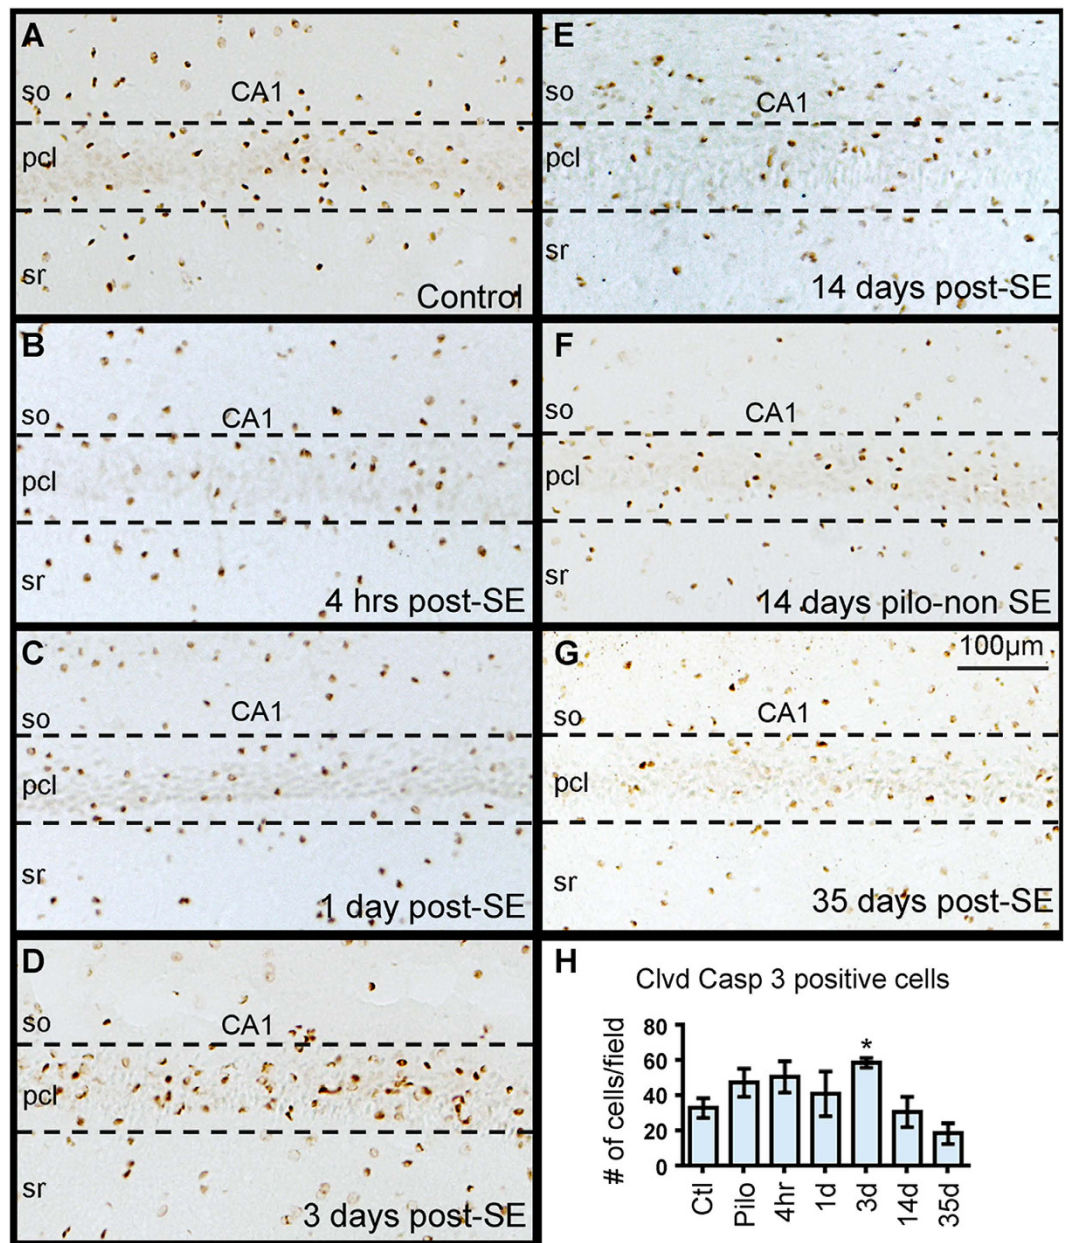 A
so
CA1
pcl
sr
Control
B
so
CA1
pcl
sr
4 hrs post-SE
C
so
CA1
pcl
sr
1 day post-SE
D
so
CA1
pcl
sr
3 days post-SE
E
so
CA1
pcl
sr
14 days post-SE
F
so
CA1
pcl
sr
14 days pilo-non SE
G
100µm
so
CA1
pcl
sr
35 days post-SE
H
Clvd Casp 3 positive cells
# of cells/field
80
60
40
20
0
*
Ctl
Pilo
4hr
1d
3d
14d
35d